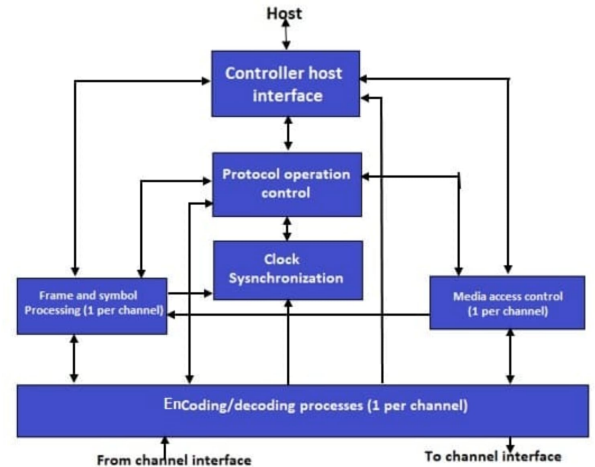 Host
Controller host
interface
Protocol operation
control
Clock
Sysnchronization
Frame and symbol
Processing (1 per channel)
Media access control
(1 per channel)
EnCoding/decoding processes (1 per channel)
From channel interface
To channel interface